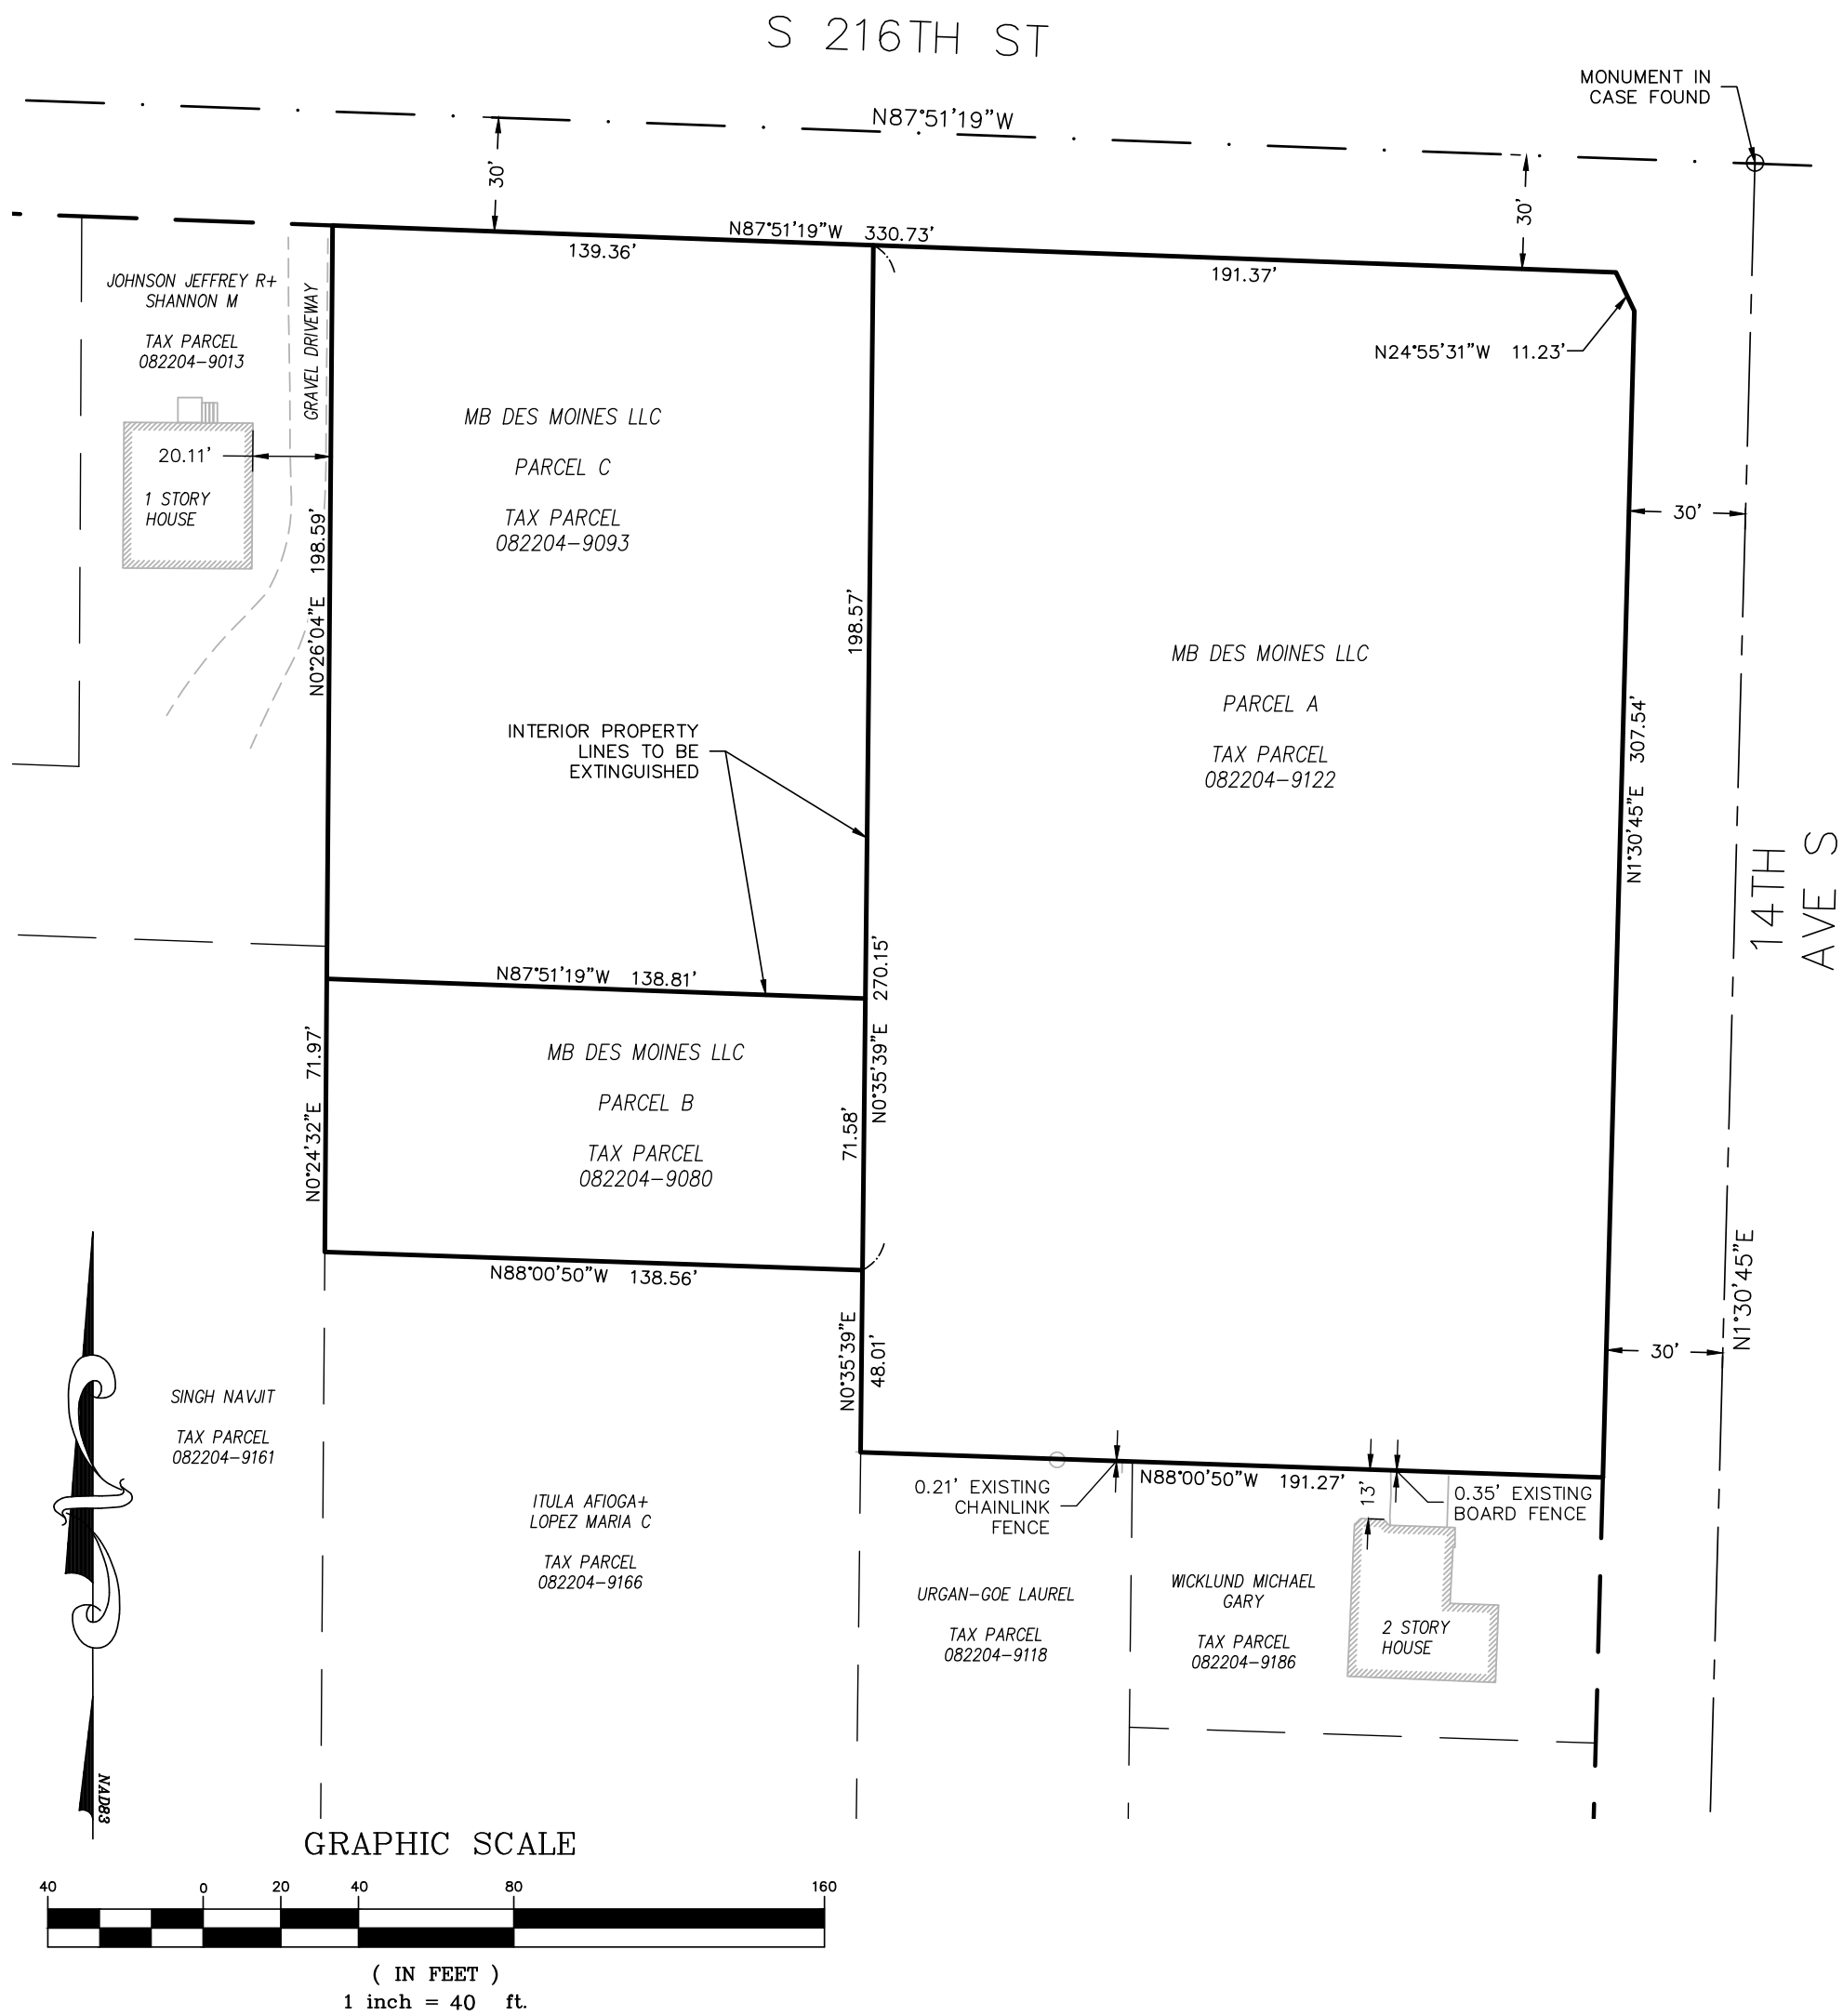 S 216TH ST
MONUMENT IN
CASE FOUND
N87°51'19"W
30'
30'
N87°51'19"W 330.73'
139.36'
191.37'
N24°55'31"W 11.23'
JOHNSON JEFFREY R+
SHANNON M
TAX PARCEL
082204-9013
GRAVEL DRIVEWAY
20.11'
1 STORY
HOUSE
MB DES MOINES LLC
PARCEL C
TAX PARCEL
082204-9093
N0°26'04"E 198.59'
198.57'
30'
MB DES MOINES LLC
PARCEL A
TAX PARCEL
082204-9122
INTERIOR PROPERTY
LINES TO BE
EXTINGUISHED
N1°30'45"E 307.54'
14TH
AVE S
N87°51'19"W 138.81'
N0°35'39"E 270.15'
MB DES MOINES LLC
PARCEL B
TAX PARCEL
082204-9080
N0°24'32"E 71.97'
71.58'
N88°00'50"W 138.56'
N0°35'39"E
48.01'
30'
N1°30'45"E
SINGH NAVJIT
TAX PARCEL
082204-9161
ITULA AFIOGA+
LOPEZ MARIA C
TAX PARCEL
082204-9166
0.21' EXISTING
CHAINLINK
FENCE
N88°00'50"W 191.27'
13'
0.35' EXISTING
BOARD FENCE
URGAN-GOE LAUREL
TAX PARCEL
082204-9118
WICKLUND MICHAEL
GARY
TAX PARCEL
082204-9186
2 STORY
HOUSE
NAD83
GRAPHIC SCALE
40 0 20 40 80 160
( IN FEET )
1 inch = 40 ft.